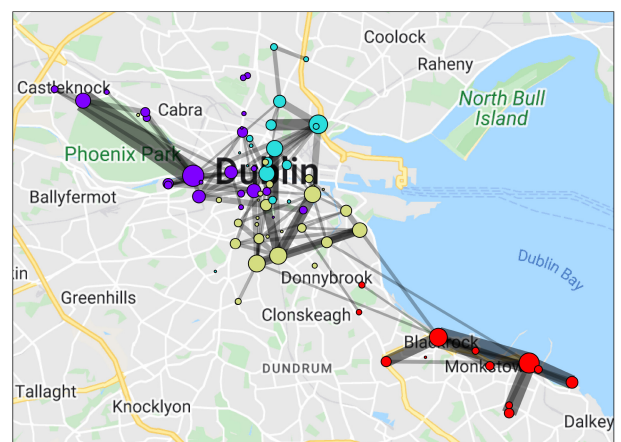 Coolock
Raheny
Castleknock
North Bull
Island
Cabra
Phoenix Park
Dublin
Ballyfermot
Dublin Bay
in
Donnybrook
Greenhills
Clonskeagh
Blackrock
DUNDRUM
Monkstown
Tallaght
Knocklyon
Dalkey